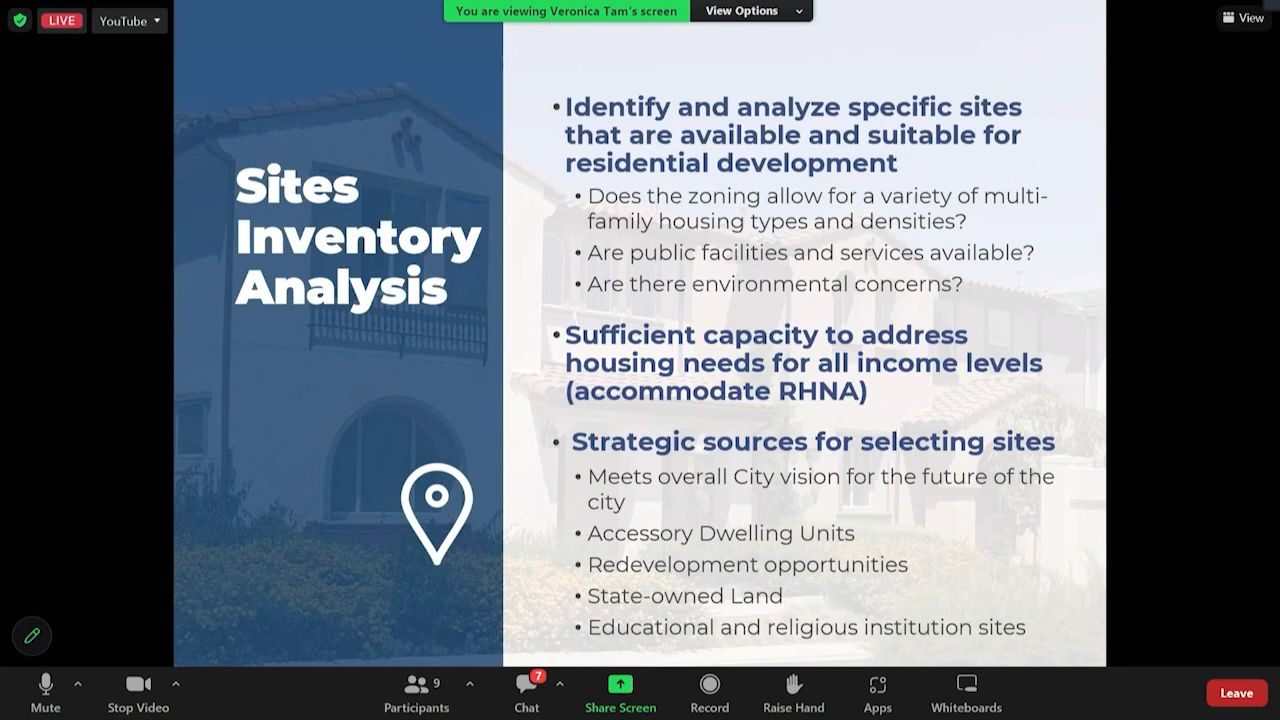 LIVE
YouTube
You are viewing Veronica Tam's screen
View Options
View
Sites
Inventory
Analysis
• Identify and analyze specific sites
that are available and suitable for
residential development
• Does the zoning allow for a variety of multi-
family housing types and densities?
• Are public facilities and services available?
• Are there environmental concerns?
• Sufficient capacity to address
housing needs for all income levels
(accommodate RHNA)
• Strategic sources for selecting sites
• Meets overall City vision for the future of the
city
• Accessory Dwelling Units
• Redevelopment opportunities
• State-owned Land
• Educational and religious institution sites
Mute
Stop Video
9
Participants
7
Chat
Share Screen
Record
Raise Hand
Apps
Whiteboards
Leave